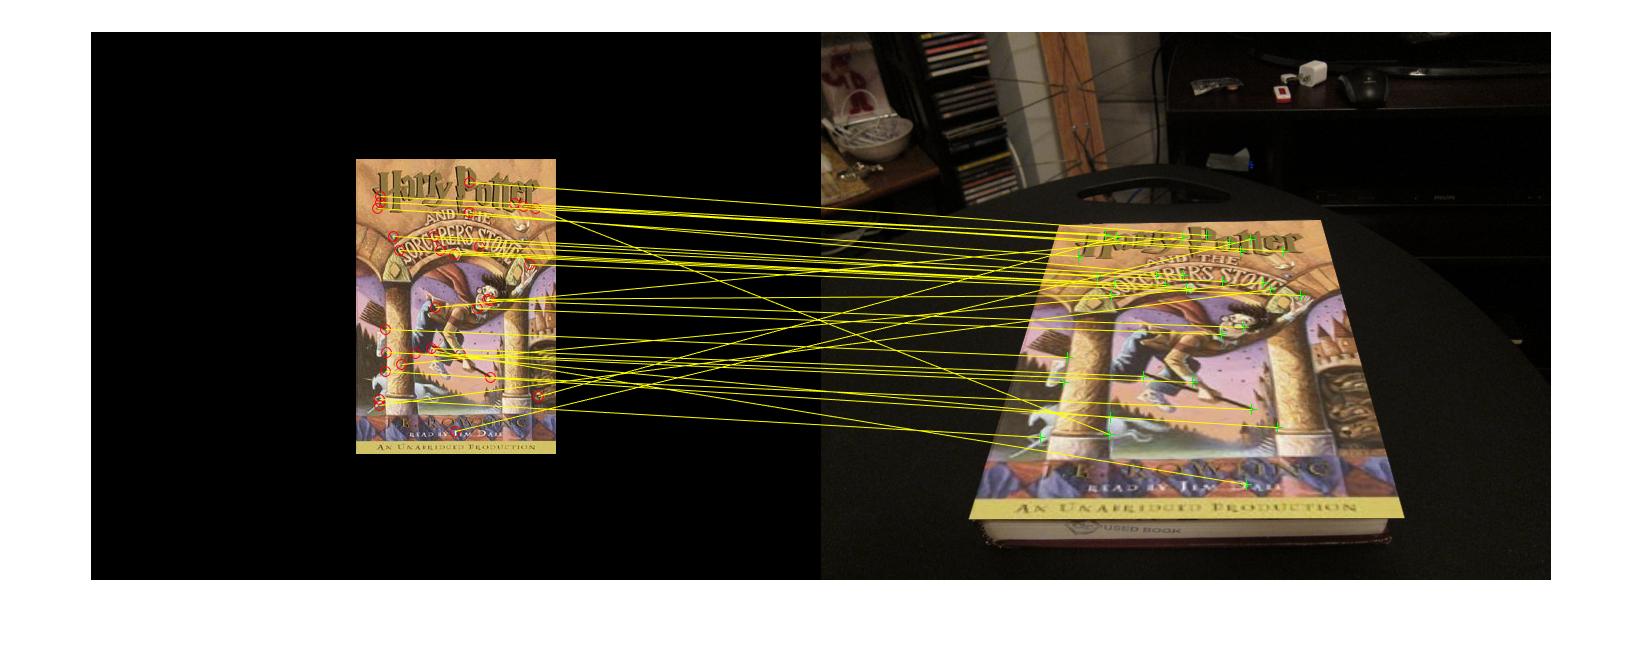 Harry Potter
AND THE
SORCERER'S STONE
J.K. ROWLING
READ BY JIM DALE
AN UNABRIDGED PRODUCTION
Harry Potter
AND THE
SORCERER'S STONE
J.K. ROWLING
READ BY JIM DALE
AN UNABRIDGED PRODUCTION
USED BOOK
PHILIPS